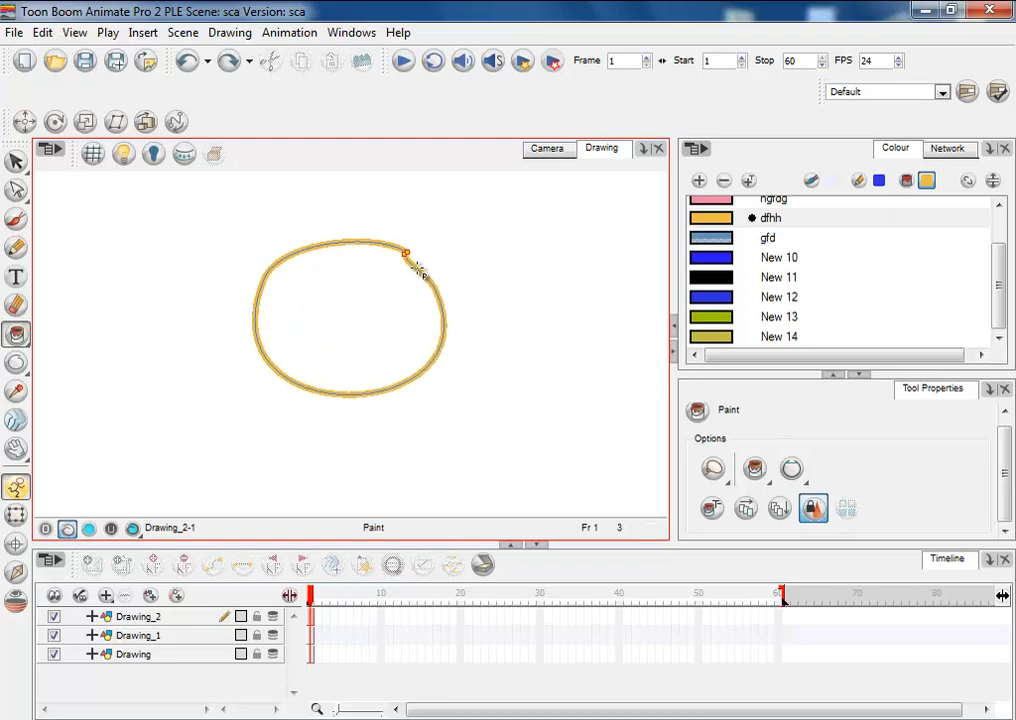 Toon Boom Animate Pro 2 PLE Scene: sca Version: sca
File Edit View Play Insert Scene Drawing Animation Windows Help
Frame 1 Start 1 Stop 60 FPS 24
Default
Camera Drawing
Colour Network
dfhh
gfd
New 10
New 11
New 12
New 13
New 14
Tool Properties
Paint
Options
Drawing_2-1 Paint Fr 1 3
Timeline
10 20 30 40 50 60 70 80
Drawing_2
Drawing_1
Drawing